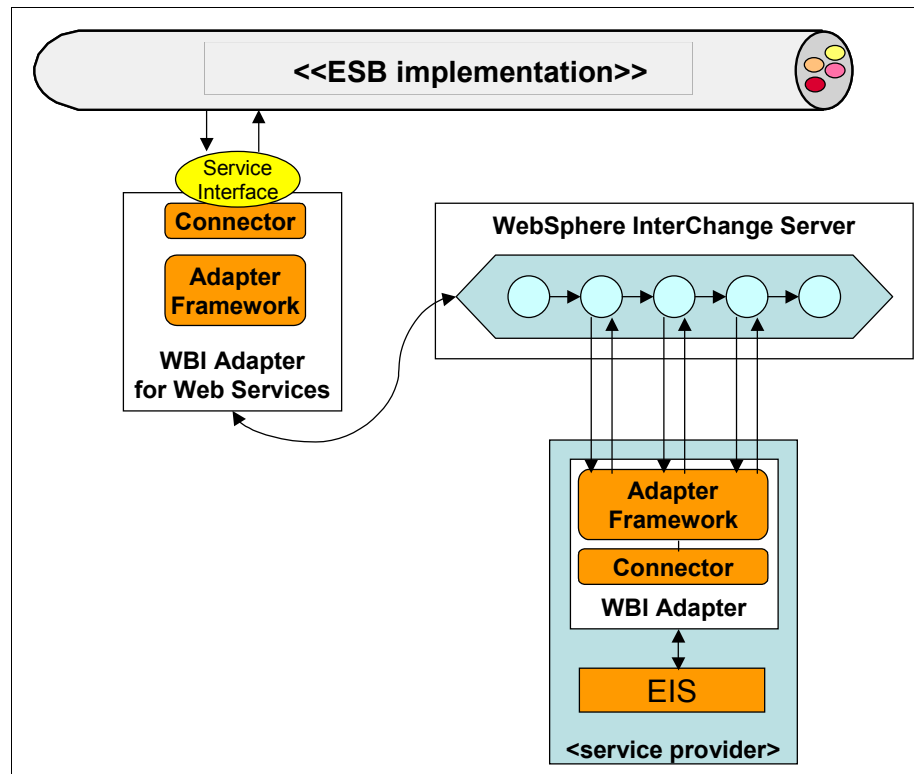 <<ESB implementation>>
Service
Interface
Connector
Adapter
Framework
WBI Adapter
for Web Services
WebSphere InterChange Server
Adapter
Framework
Connector
WBI Adapter
EIS
<service provider>